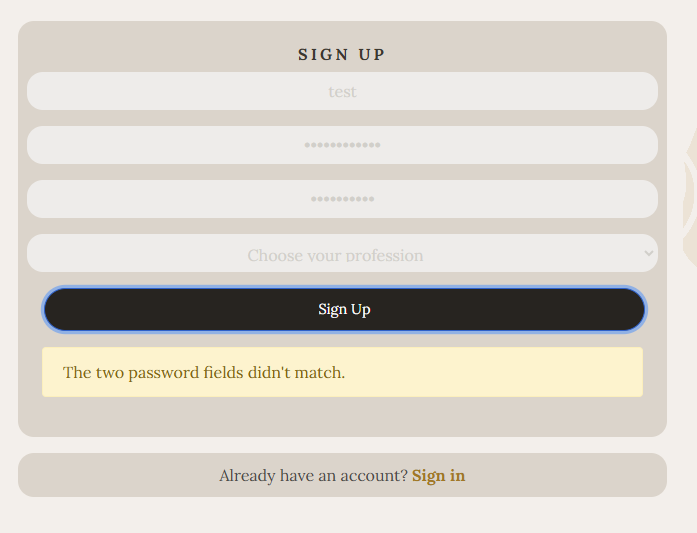 SIGN UP
test
••••••••••••
••••••••••
Choose your profession
Sign Up
The two password fields didn't match.
Already have an account? Sign in